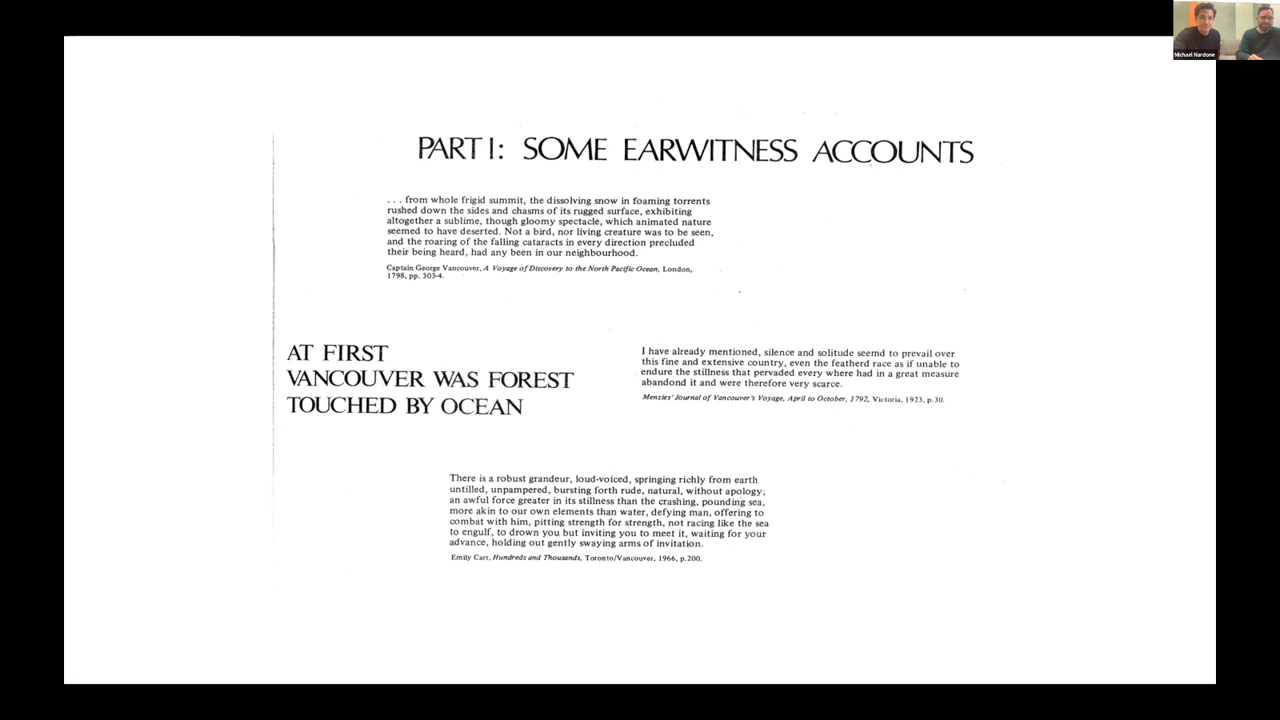 PART I: SOME EARWITNESS ACCOUNTS
. . . from whole frigid summit, the dissolving snow in foaming torrents
rushed down the sides and chasms of its rugged surface, exhibiting
altogether a sublime, though gloomy spectacle, which animated nature
seemed to have deserted. Not a bird, nor living creature was to be seen,
and the roaring of the falling cataracts in every direction precluded
their being heard, had any been in our neighbourhood.
Captain George Vancouver, A Voyage of Discovery to the North Pacific Ocean, London,
1798, pp. 303-4.
AT FIRST
VANCOUVER WAS FOREST
TOUCHED BY OCEAN
I have already mentioned, silence and solitude seemd to prevail over
this fine and extensive country, even the featherd race as if unable to
endure the stillness that pervaded every where had in a great measure
abandond it and were therefore very scarce.
Menzies' Journal of Vancouver's Voyage, April to October, 1792, Victoria, 1923, p.30.
There is a robust grandeur, loud-voiced, springing richly from earth
untilled, unpampered, bursting forth rude, natural, without apology;
an awful force greater in its stillness than the crashing, pounding sea,
more akin to our own elements than water, defying man, offering to
combat with him, pitting strength for strength, not racing like the sea
to engulf, to drown you but inviting you to meet it, waiting for your
advance, holding out gently swaying arms of invitation.
Emily Carr, Hundreds and Thousands, Toronto/Vancouver, 1966, p.200.
Michael Nardone